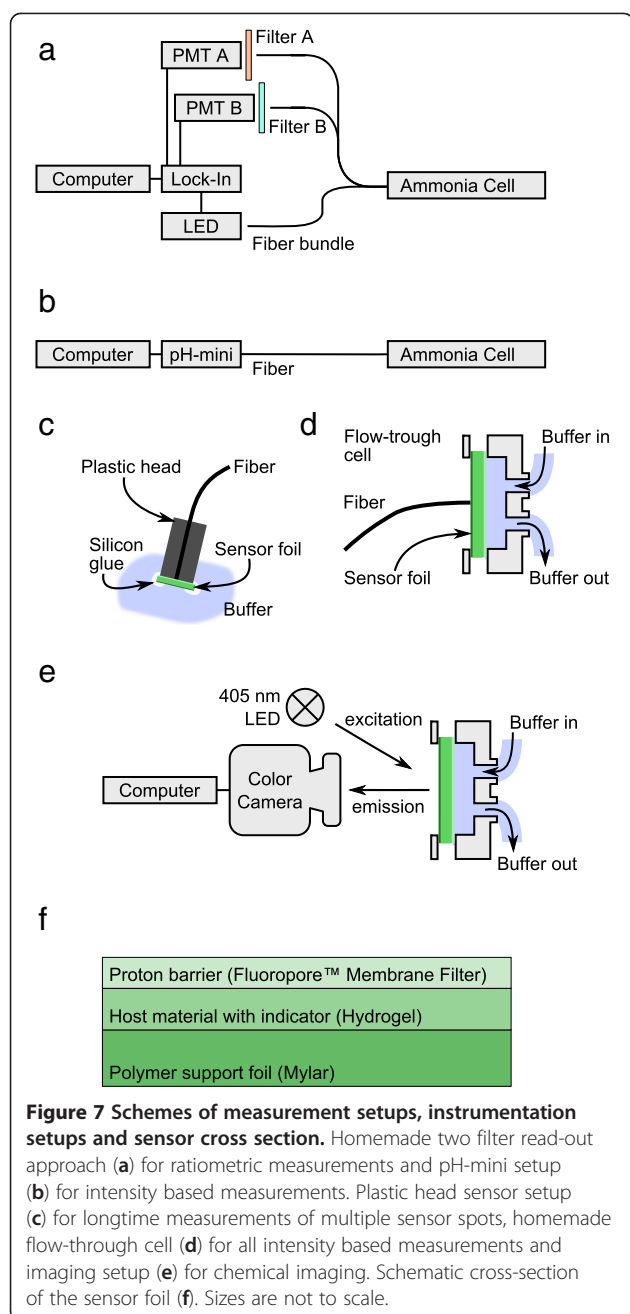 a
Filter A
PMT A
PMT B
Filter B
Computer
Lock-In
Ammonia Cell
LED
Fiber bundle
b
Computer
pH-mini
Fiber
Ammonia Cell
c
Plastic head
Fiber
Silicon
glue
Sensor foil
Buffer
d
Flow-trough
cell
Buffer in
Fiber
Sensor foil
Buffer out
e
405 nm
LED
excitation
Buffer in
Computer
Color
Camera
emission
Buffer out
f
Proton barrier (Fluoropore™ Membrane Filter)
Host material with indicator (Hydrogel)
Polymer support foil (Mylar)
Figure 7 Schemes of measurement setups, instrumentation
setups and sensor cross section. Homemade two filter read-out
approach (a) for ratiometric measurements and pH-mini setup
(b) for intensity based measurements. Plastic head sensor setup
(c) for longtime measurements of multiple sensor spots, homemade
flow-through cell (d) for all intensity based measurements and
imaging setup (e) for chemical imaging. Schematic cross-section
of the sensor foil (f). Sizes are not to scale.